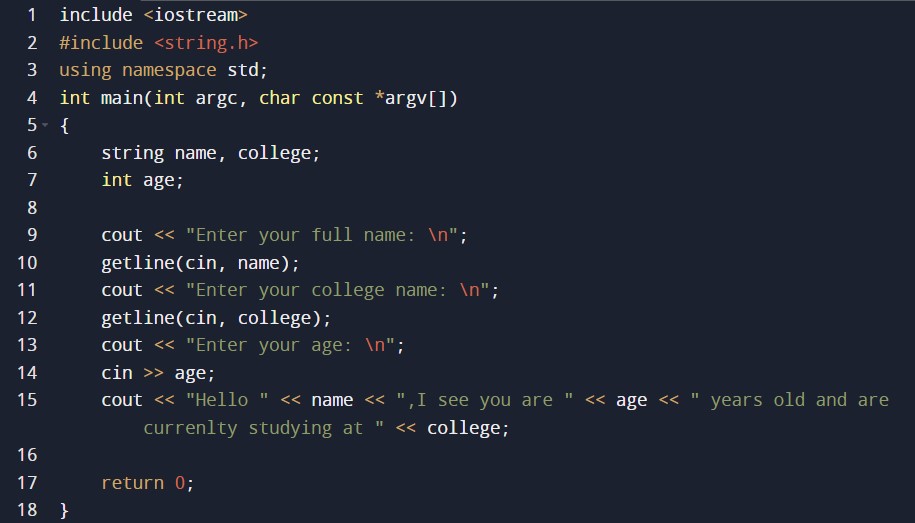 1 include <iostream>
2 #include <string.h>
3 using namespace std;
4 int main(int argc, char const *argv[])
5 {
6 string name, college;
7 int age;
8
9 cout << "Enter your full name: \n";
10 getline(cin, name);
11 cout << "Enter your college name: \n";
12 getline(cin, college);
13 cout << "Enter your age: \n";
14 cin >> age;
15 cout << "Hello " << name << ",I see you are " << age << " years old and are
currenlty studying at " << college;
16
17 return 0;
18 }